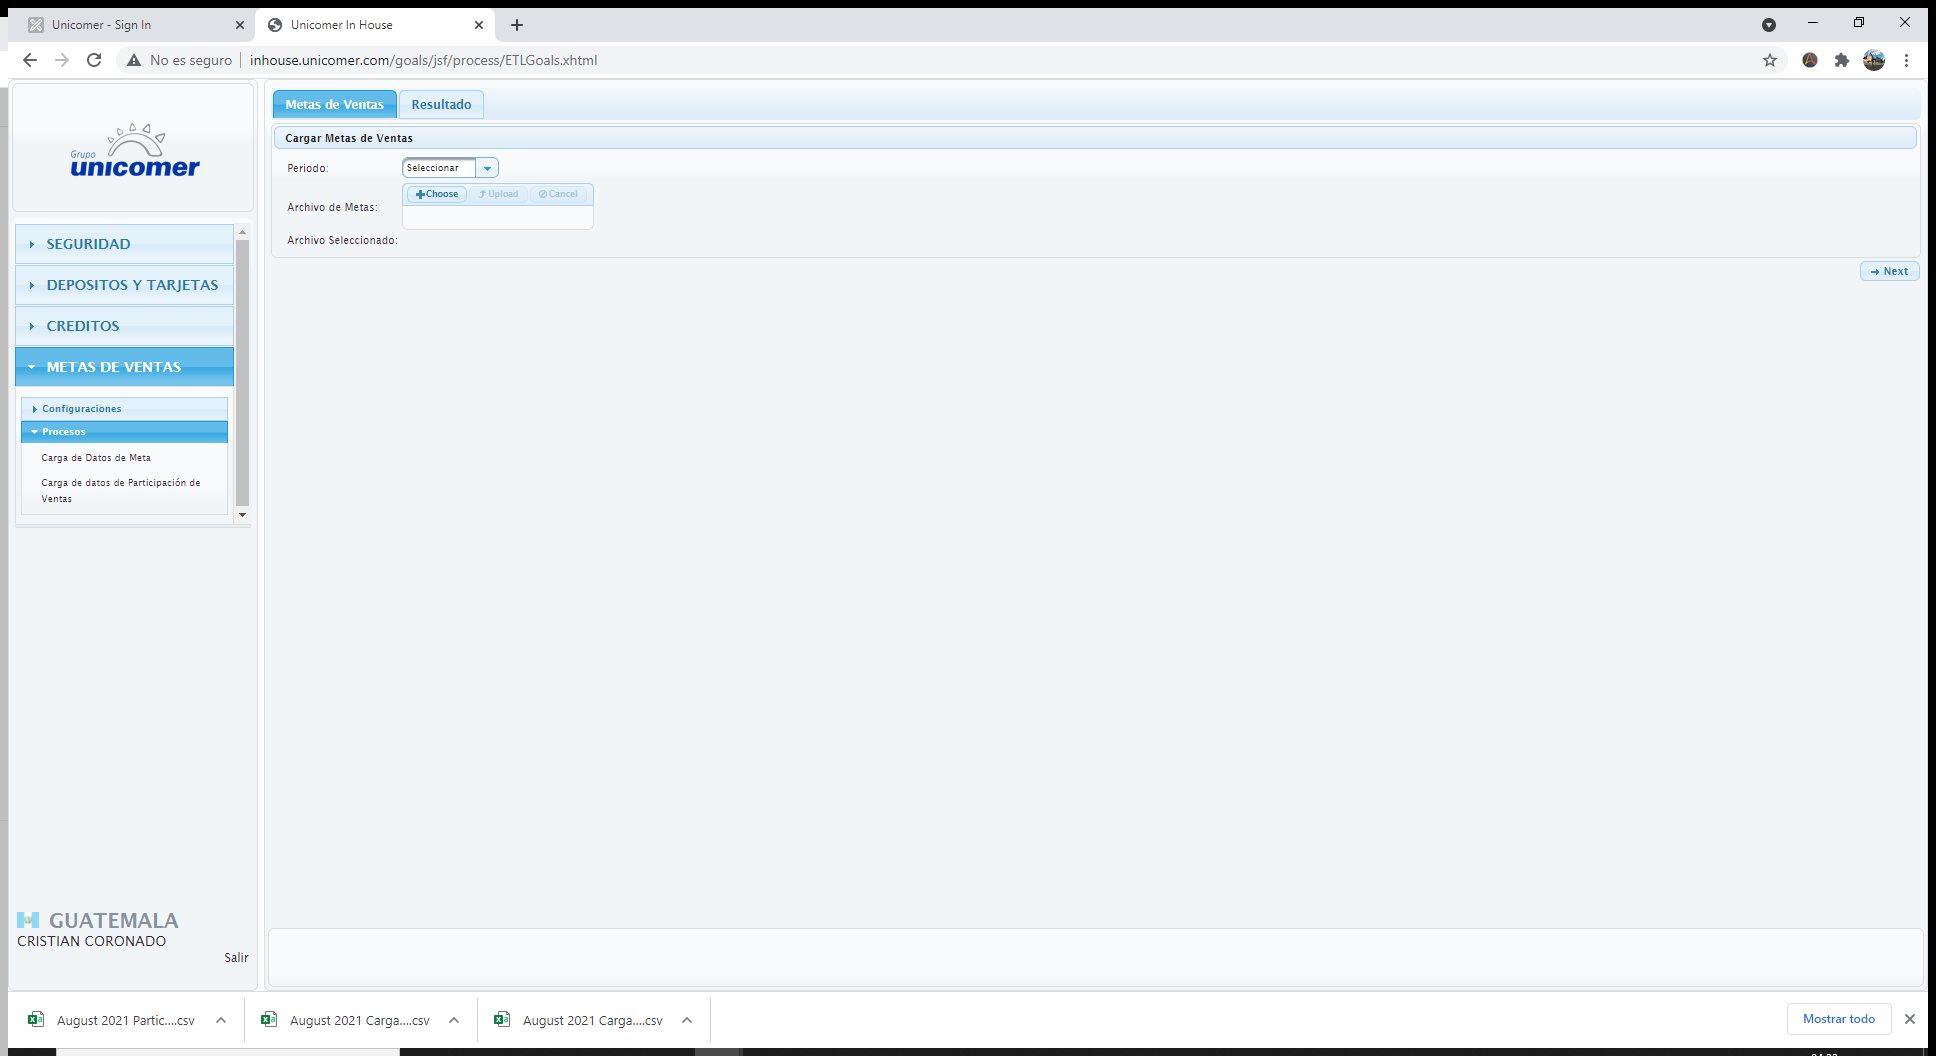 Unicomer - Sign In
Unicomer In House
No es seguro
inhouse.unicomer.com/goals/jsf/process/ETLGoals.xhtml
Grupo
unicomer
SEGURIDAD
DEPOSITOS Y TARJETAS
CREDITOS
METAS DE VENTAS
Configuraciones
Procesos
Carga de Datos de Meta
Carga de datos de Participación de
Ventas
GUATEMALA
CRISTIAN CORONADO
Salir
Metas de Ventas
Resultado
Cargar Metas de Ventas
Periodo:
Seleccionar
Archivo de Metas:
Choose
Upload
Cancel
Archivo Seleccionado:
Next
August 2021 Partic....csv
August 2021 Carga....csv
August 2021 Carga....csv
Mostrar todo